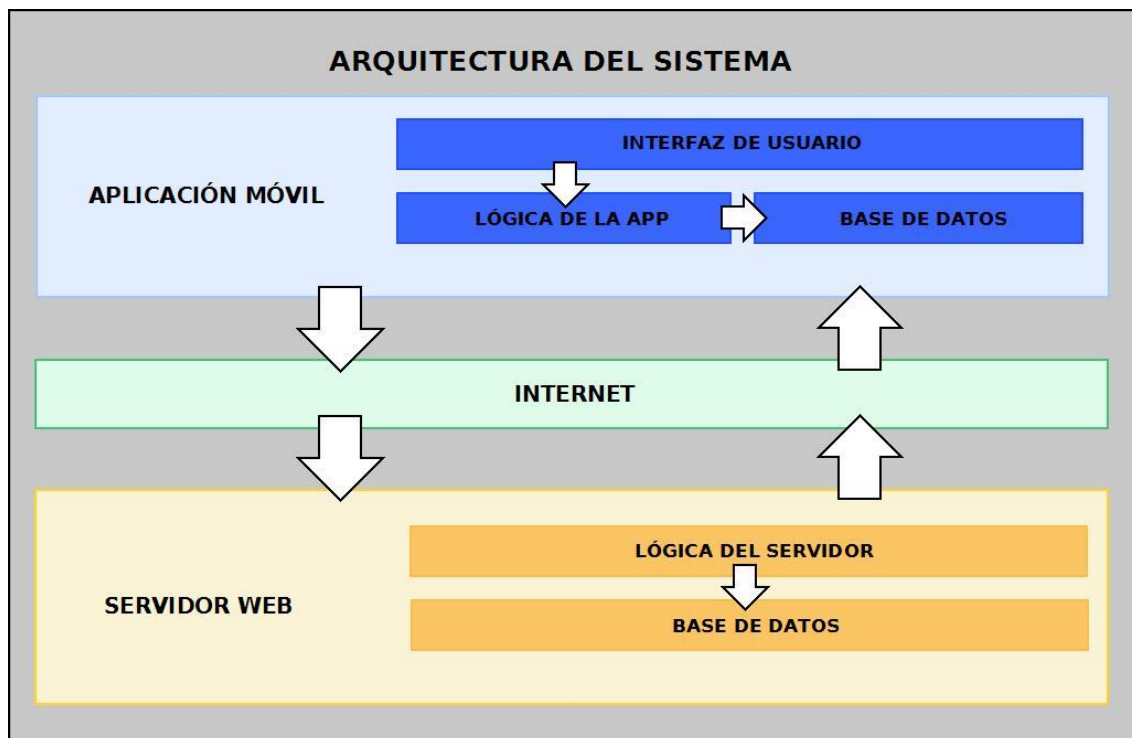 ARQUITECTURA DEL SISTEMA
INTERFAZ DE USUARIO
APLICACIÓN MÓVIL
LÓGICA DE LA APP
BASE DE DATOS
INTERNET
LÓGICA DEL SERVIDOR
SERVIDOR WEB
BASE DE DATOS